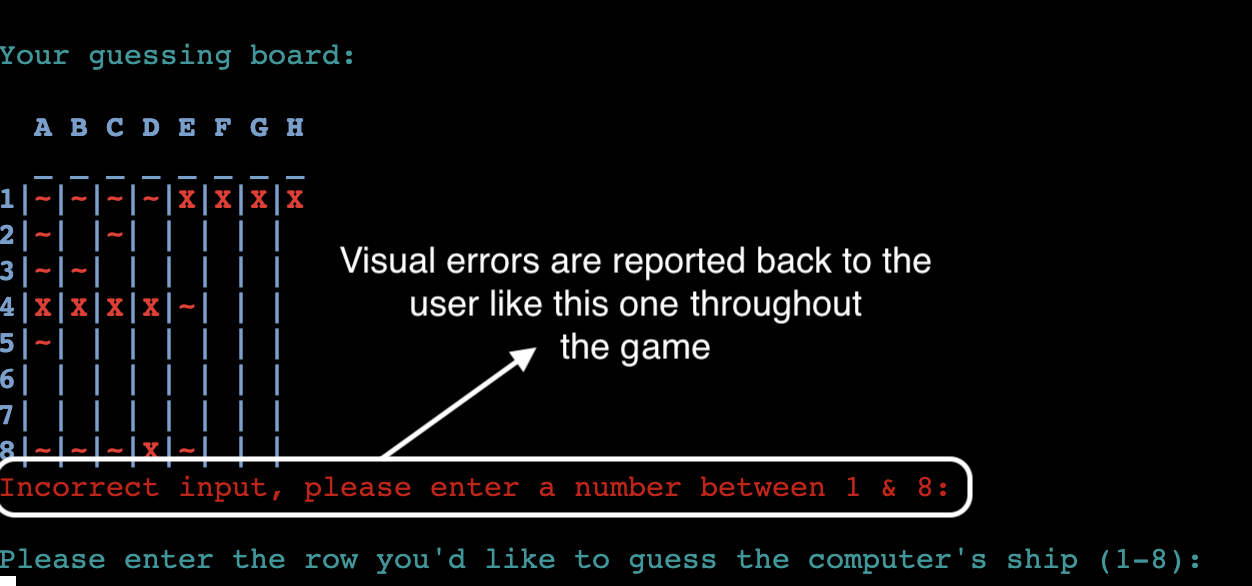 Your guessing board:
A B C D E F G H
_ _ _ _ _ _ _ _
1|~|~|~|~|X|X|X|X
2|~| |~| | | | |
3|~|~| | | | | |
4|X|X|X|X|~| | |
5|~| | | | | | |
6| | | | | | | |
7| | | | | | | |
8|~|~|~|X|~| | |
Visual errors are reported back to the
user like this one throughout
the game
Incorrect input, please enter a number between 1 & 8:
Please enter the row you'd like to guess the computer's ship (1-8):